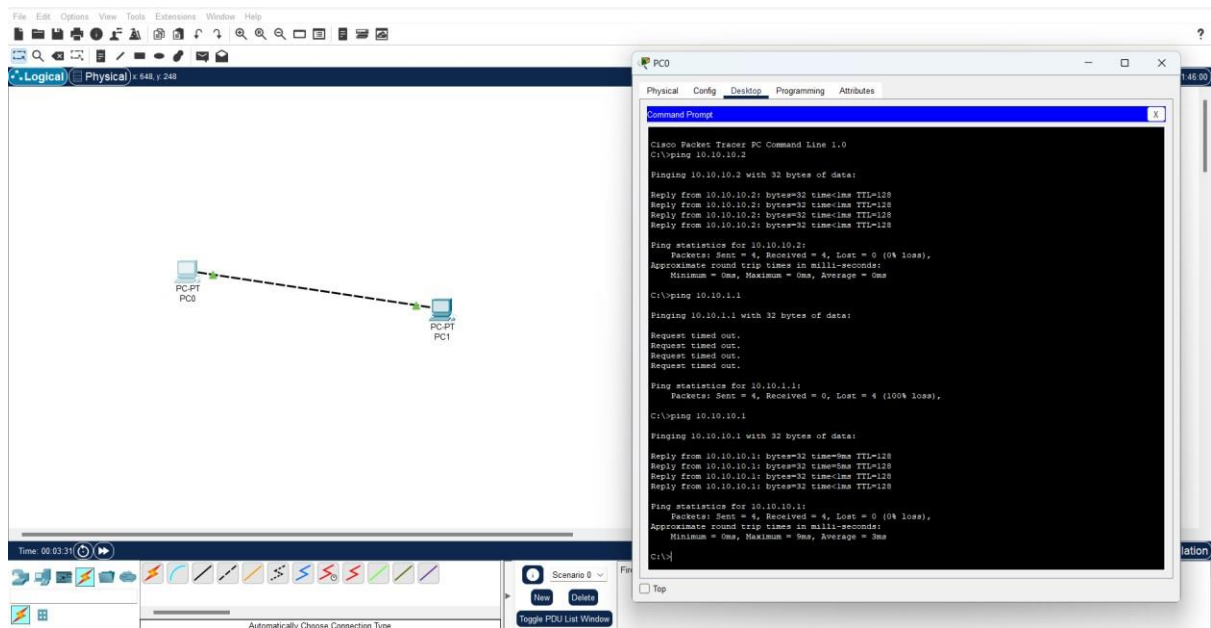 File Edit Options View Tools Extensions Window Help
?
Logical Physical x: 648, y: 248
1:46:00
PC-PT
PC0
PC-PT
PC1
Time: 00:03:31
Scenario 0
New Delete
Toggle PDU List Window
Automatically Choose Connecting Type
Fir
lation
PC0
Physical Config Desktop Programming Attributes
Command Prompt X
Cisco Packet Tracer PC Command Line 1.0
C:\>ping 10.10.10.2
Pinging 10.10.10.2 with 32 bytes of data:
Reply from 10.10.10.2: bytes=32 time<1ms TTL=128
Reply from 10.10.10.2: bytes=32 time<1ms TTL=128
Reply from 10.10.10.2: bytes=32 time<1ms TTL=128
Reply from 10.10.10.2: bytes=32 time<1ms TTL=128
Ping statistics for 10.10.10.2:
Packets: Sent = 4, Received = 4, Lost = 0 (0% loss),
Approximate round trip times in milli-seconds:
Minimum = 0ms, Maximum = 0ms, Average = 0ms
C:\>ping 10.10.1.1
Pinging 10.10.1.1 with 32 bytes of data:
Request timed out.
Request timed out.
Request timed out.
Request timed out.
Ping statistics for 10.10.1.1:
Packets: Sent = 4, Received = 0, Lost = 4 (100% loss),
C:\>ping 10.10.10.1
Pinging 10.10.10.1 with 32 bytes of data:
Reply from 10.10.10.1: bytes=32 time=9ms TTL=128
Reply from 10.10.10.1: bytes=32 time=5ms TTL=128
Reply from 10.10.10.1: bytes=32 time<1ms TTL=128
Reply from 10.10.10.1: bytes=32 time<1ms TTL=128
Ping statistics for 10.10.10.1:
Packets: Sent = 4, Received = 4, Lost = 0 (0% loss),
Approximate round trip times in milli-seconds:
Minimum = 0ms, Maximum = 9ms, Average = 3ms
C:\>
Top